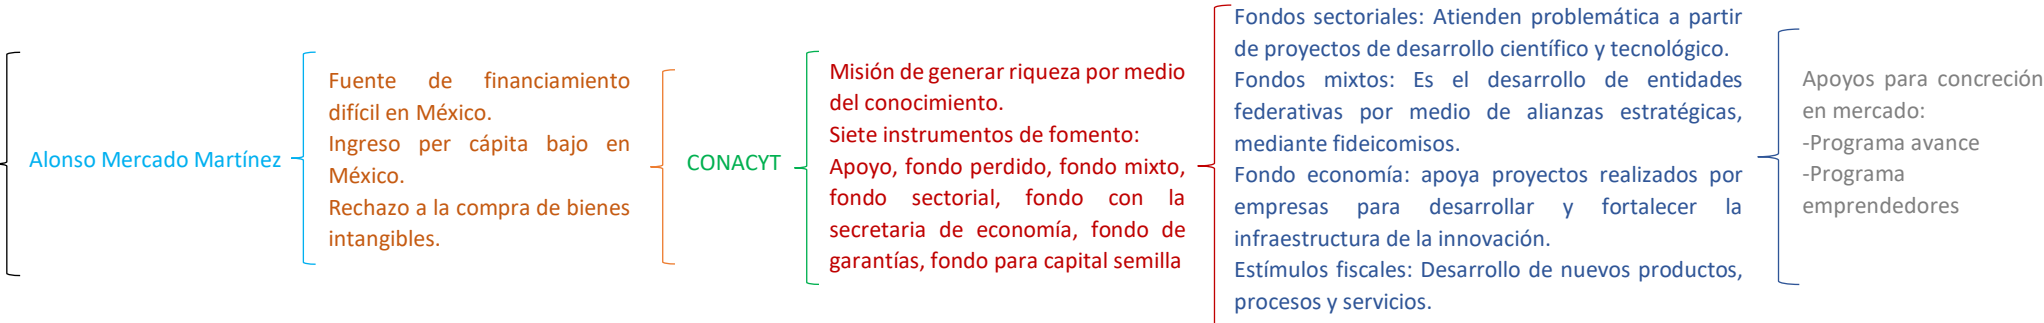 Alonso Mercado Martínez
Fuente de financiamiento
difícil en México.
Ingreso per cápita bajo en
México.
Rechazo a la compra de bienes
intangibles.
CONACYT
Misión de generar riqueza por medio
del conocimiento.
Siete instrumentos de fomento:
Apoyo, fondo perdido, fondo mixto,
fondo sectorial, fondo con la
secretaria de economía, fondo de
garantías, fondo para capital semilla
Fondos sectoriales: Atienden problemática a partir
de proyectos de desarrollo científico y tecnológico.
Fondos mixtos: Es el desarrollo de entidades
federativas por medio de alianzas estratégicas,
mediante fideicomisos.
Fondo economía: apoya proyectos realizados por
empresas para desarrollar y fortalecer la
infraestructura de la innovación.
Estímulos fiscales: Desarrollo de nuevos productos,
procesos y servicios.
Apoyos para concreción
en mercado:
-Programa avance
-Programa
emprendedores